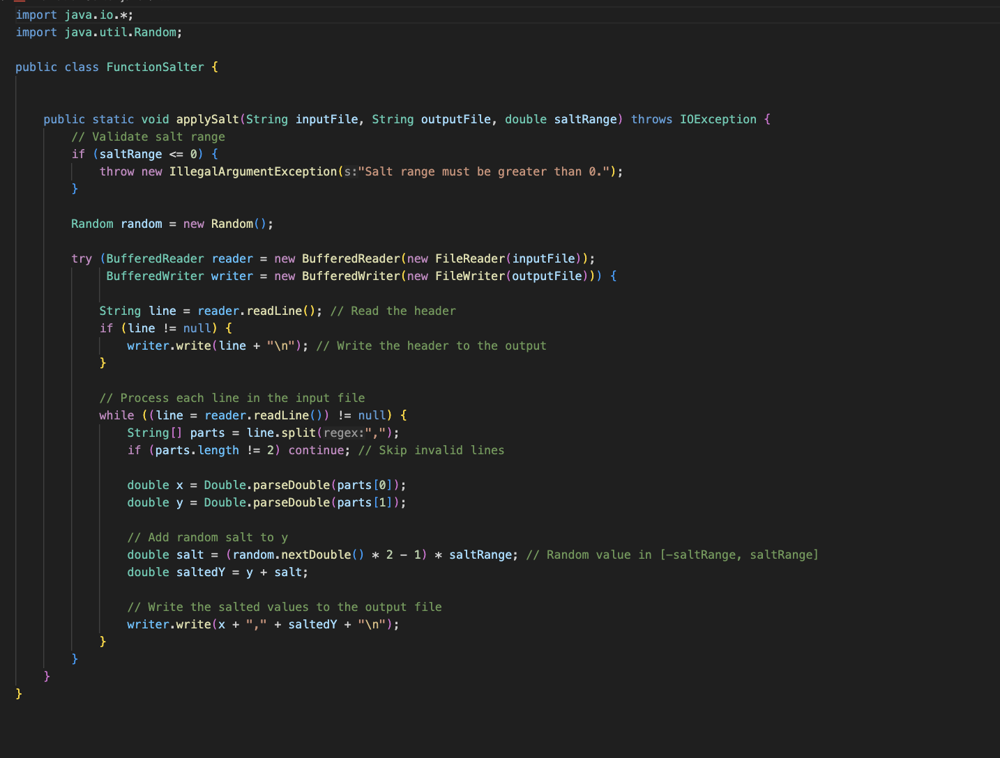 import java.io.*;
import java.util.Random;
public class FunctionSalter {
public static void applySalt(String inputFile, String outputFile, double saltRange) throws IOException {
// Validate salt range
if (saltRange <= 0) {
throw new IllegalArgumentException(s:"Salt range must be greater than 0.");
}
Random random = new Random();
try (BufferedReader reader = new BufferedReader(new FileReader(inputFile));
BufferedWriter writer = new BufferedWriter(new FileWriter(outputFile))) {
String line = reader.readLine(); // Read the header
if (line != null) {
writer.write(line + "\n"); // Write the header to the output
}
// Process each line in the input file
while ((line = reader.readLine()) != null) {
String[] parts = line.split(regex:",");
if (parts.length != 2) continue; // Skip invalid lines
double x = Double.parseDouble(parts[0]);
double y = Double.parseDouble(parts[1]);
// Add random salt to y
double salt = (random.nextDouble() * 2 - 1) * saltRange; // Random value in [-saltRange, saltRange]
double saltedY = y + salt;
// Write the salted values to the output file
writer.write(x + "," + saltedY + "\n");
}
}
}
}